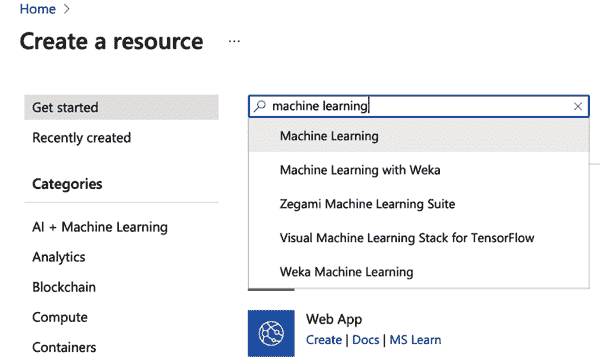 Home >
Create a resource ...
Get started
Recently created
Categories
AI + Machine Learning
Analytics
Blockchain
Compute
Containers
machine learning
Machine Learning
Machine Learning with Weka
Zegami Machine Learning Suite
Visual Machine Learning Stack for TensorFlow
Weka Machine Learning
Web App
Create | Docs | MS Learn